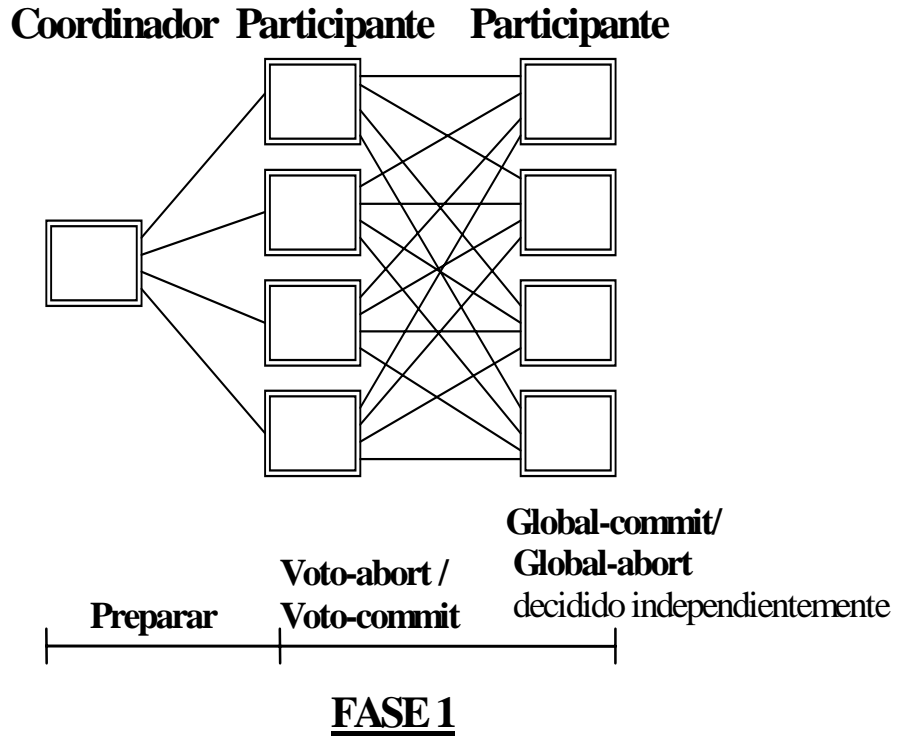 Coordinador Participante Participante
Global-commit/
Global-abort
decidido independientemente
Voto-abort /
Voto-commit
Preparar
FASE 1